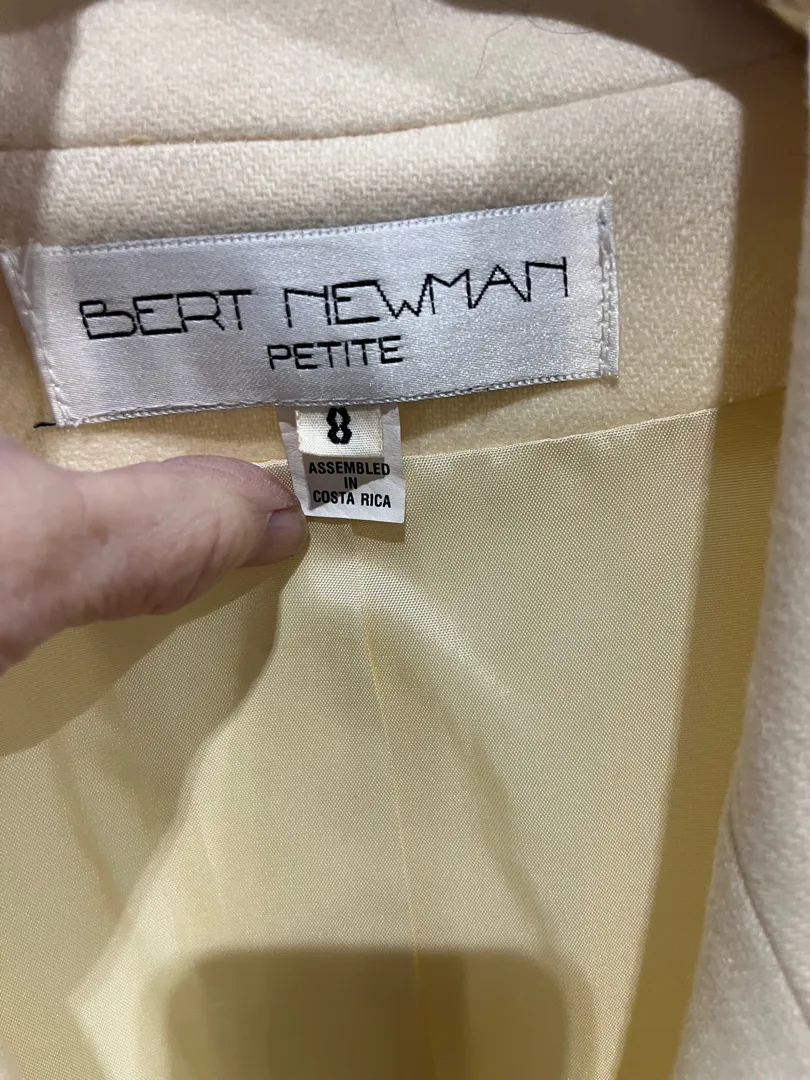 BERT NEWMAN
PETITE
8
ASSEMBLED
IN
COSTA RICA